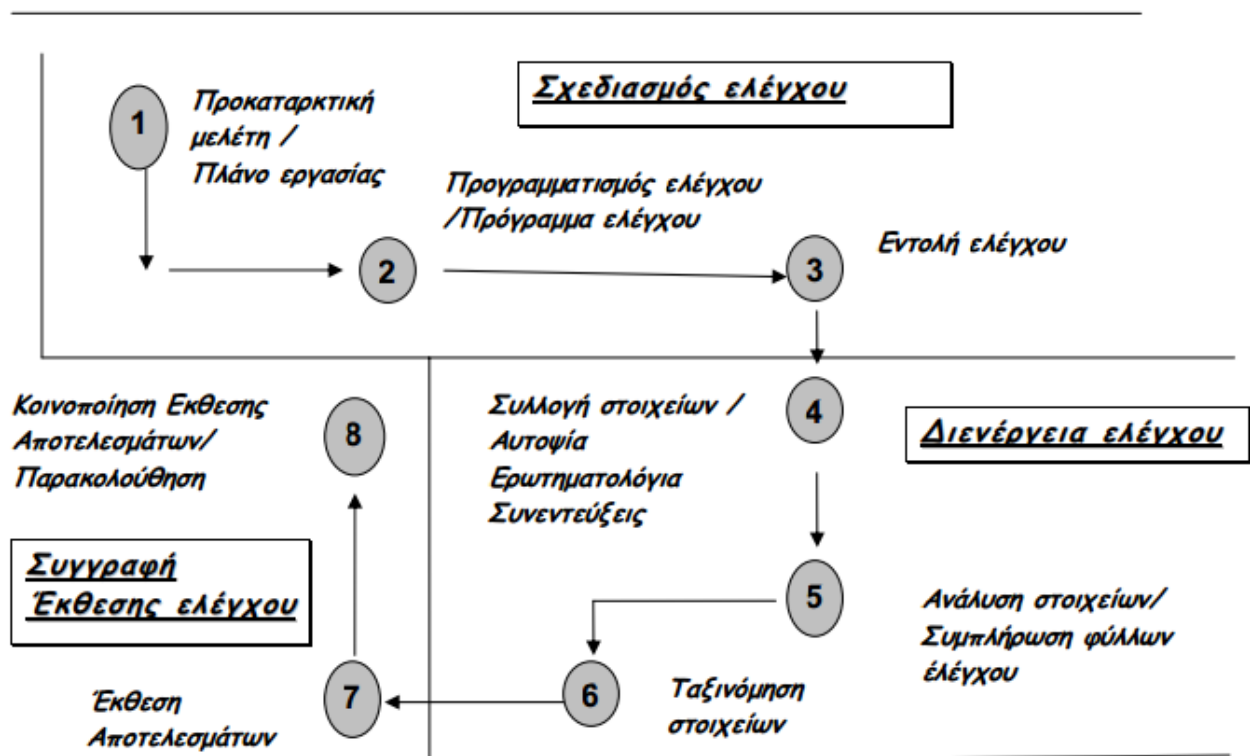 Σχεδιασμός ελέγχου
1
Προκαταρκτική
μελέτη /
Πλάνο εργασίας
2
Προγραμματισμός ελέγχου
/Πρόγραμμα ελέγχου
3
Εντολή ελέγχου
4
Συλλογή στοιχείων /
Αυτοψία
Ερωτηματολόγια
Συνεντεύξεις
Διενέργεια ελέγχου
5
Ανάλυση στοιχείων/
Συμπλήρωση φύλλων
έλέγχου
6
Ταξινόμηση
στοιχείων
7
Έκθεση
Αποτελεσμάτων
Συγγραφή
Έκθεσης ελέγχου
8
Κοινοποίηση Εκθεσης
Αποτελεσμάτων/
Παρακολούθηση